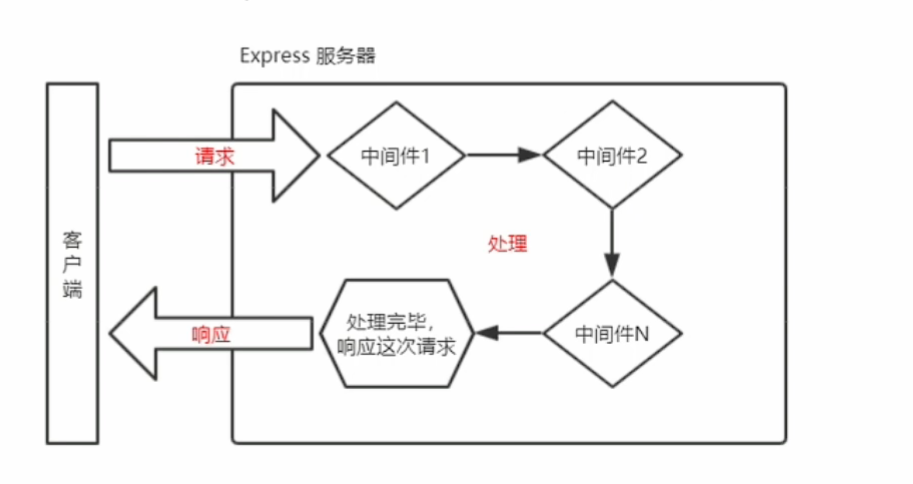 Express 服务器
请求
中间件1
中间件2
客
户
端
处理
响应
处理完毕，
响应这次请求
中间件N